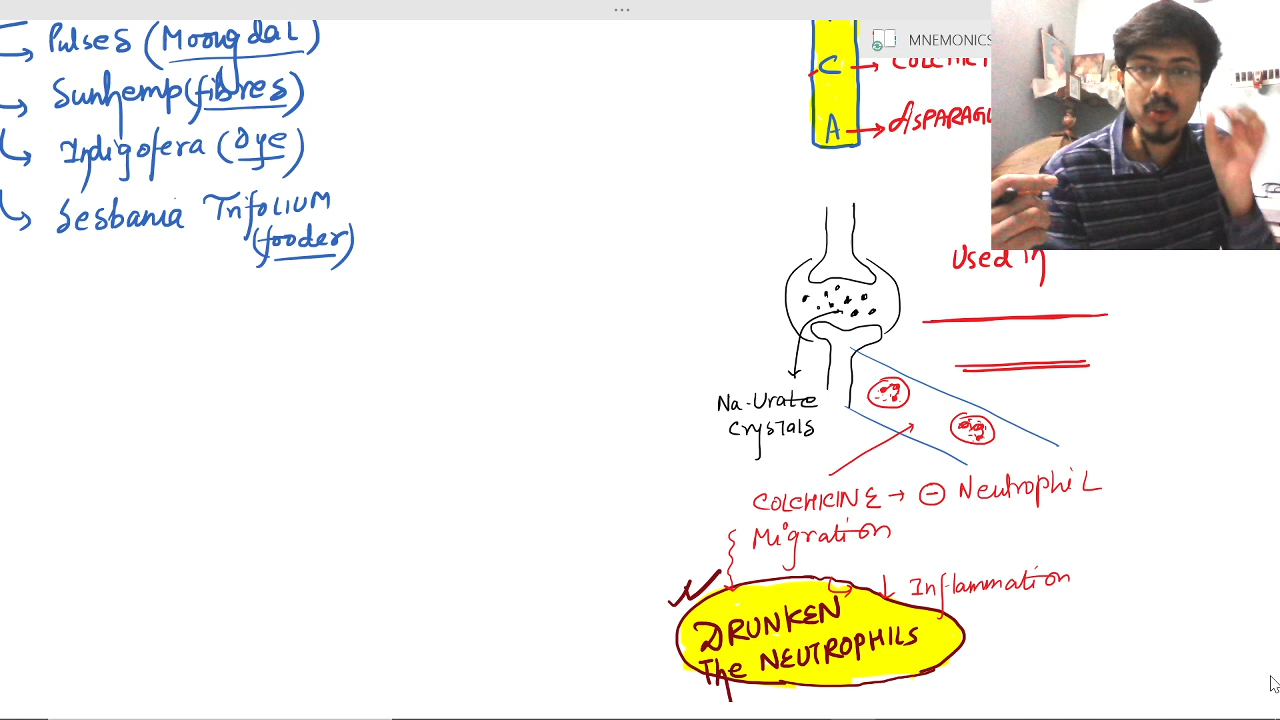 Pulses (Moong daL)
Sunhemp (fibres)
Indigofera (Dye)
Sesbania Trifolium
(fooder)
MNEMONICS
C →
A → ASPARAGU
Used in
Na-Urate
Crystals
COLCHICINE → ⊖ NeutrophiL
Migration
↓ Inflammation
DRUNKEN
The NEUTROPHILS